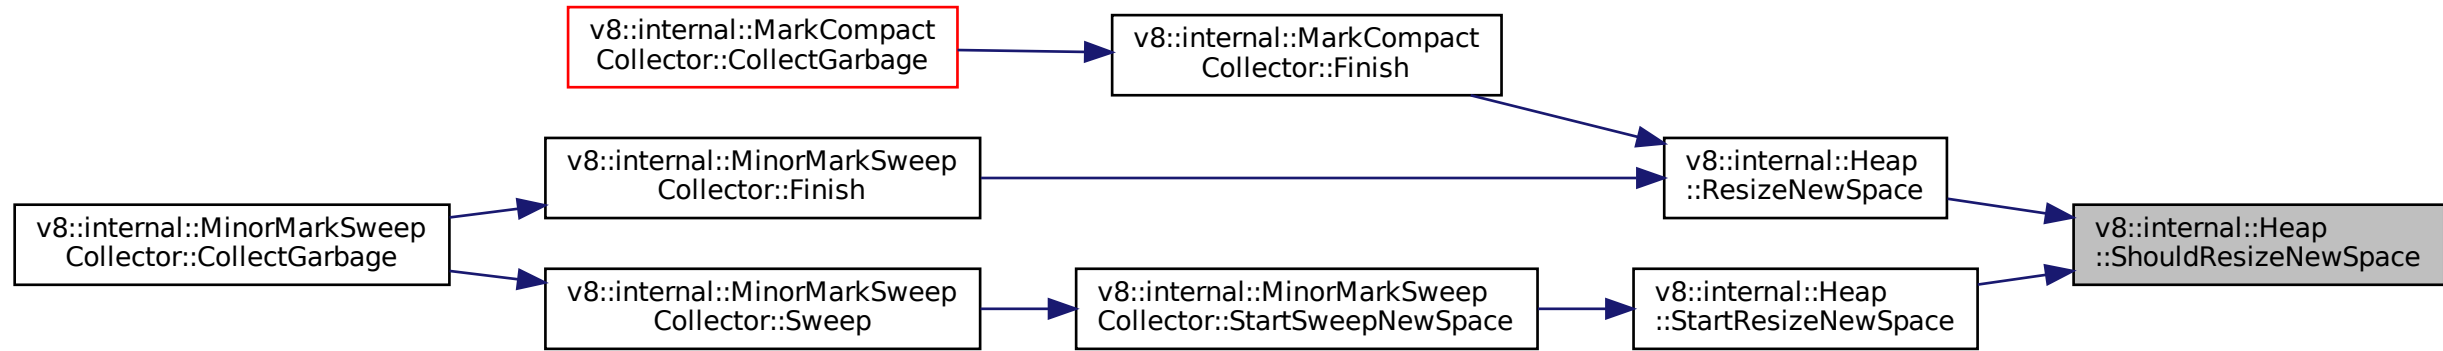 v8::internal::MarkCompact
Collector::CollectGarbage
v8::internal::MarkCompact
Collector::Finish
v8::internal::MinorMarkSweep
Collector::Finish
v8::internal::Heap
::ResizeNewSpace
v8::internal::MinorMarkSweep
Collector::CollectGarbage
v8::internal::Heap
::ShouldResizeNewSpace
v8::internal::MinorMarkSweep
Collector::Sweep
v8::internal::MinorMarkSweep
Collector::StartSweepNewSpace
v8::internal::Heap
::StartResizeNewSpace